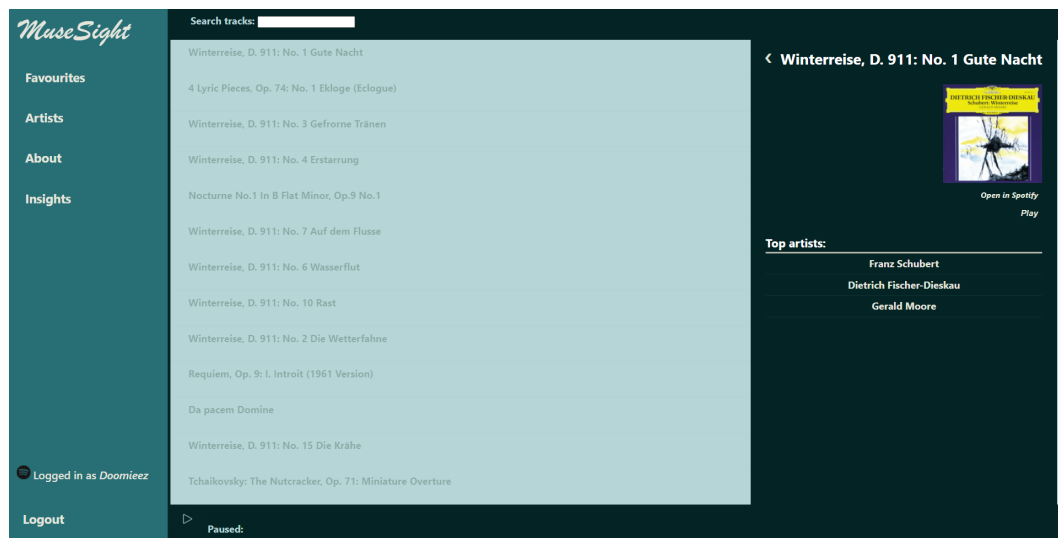 MuseSight
Favourites
Artists
About
Insights
Logged in as Doomieez
Logout
Search tracks:
Winterreise, D. 911: No. 1 Gute Nacht
4 Lyric Pieces, Op. 74: No. 1 Ekloge (Eclogue)
Winterreise, D. 911: No. 3 Gefrorne Tränen
Winterreise, D. 911: No. 4 Erstarrung
Nocturne No.1 In B Flat Minor, Op.9 No.1
Winterreise, D. 911: No. 7 Auf dem Flusse
Winterreise, D. 911: No. 6 Wasserflut
Winterreise, D. 911: No. 10 Rast
Winterreise, D. 911: No. 2 Die Wetterfahne
Requiem, Op. 9: I. Introit (1961 Version)
Da pacem Domine
Winterreise, D. 911: No. 15 Die Krähe
Tchaikovsky: The Nutcracker, Op. 71: Miniature Overture
Paused:
Winterreise, D. 911: No. 1 Gute Nacht
DIETRICH FISCHER-DIESKAU
Schubert: Winterreise
Open in Spotify
Play
Top artists:
Franz Schubert
Dietrich Fischer-Dieskau
Gerald Moore